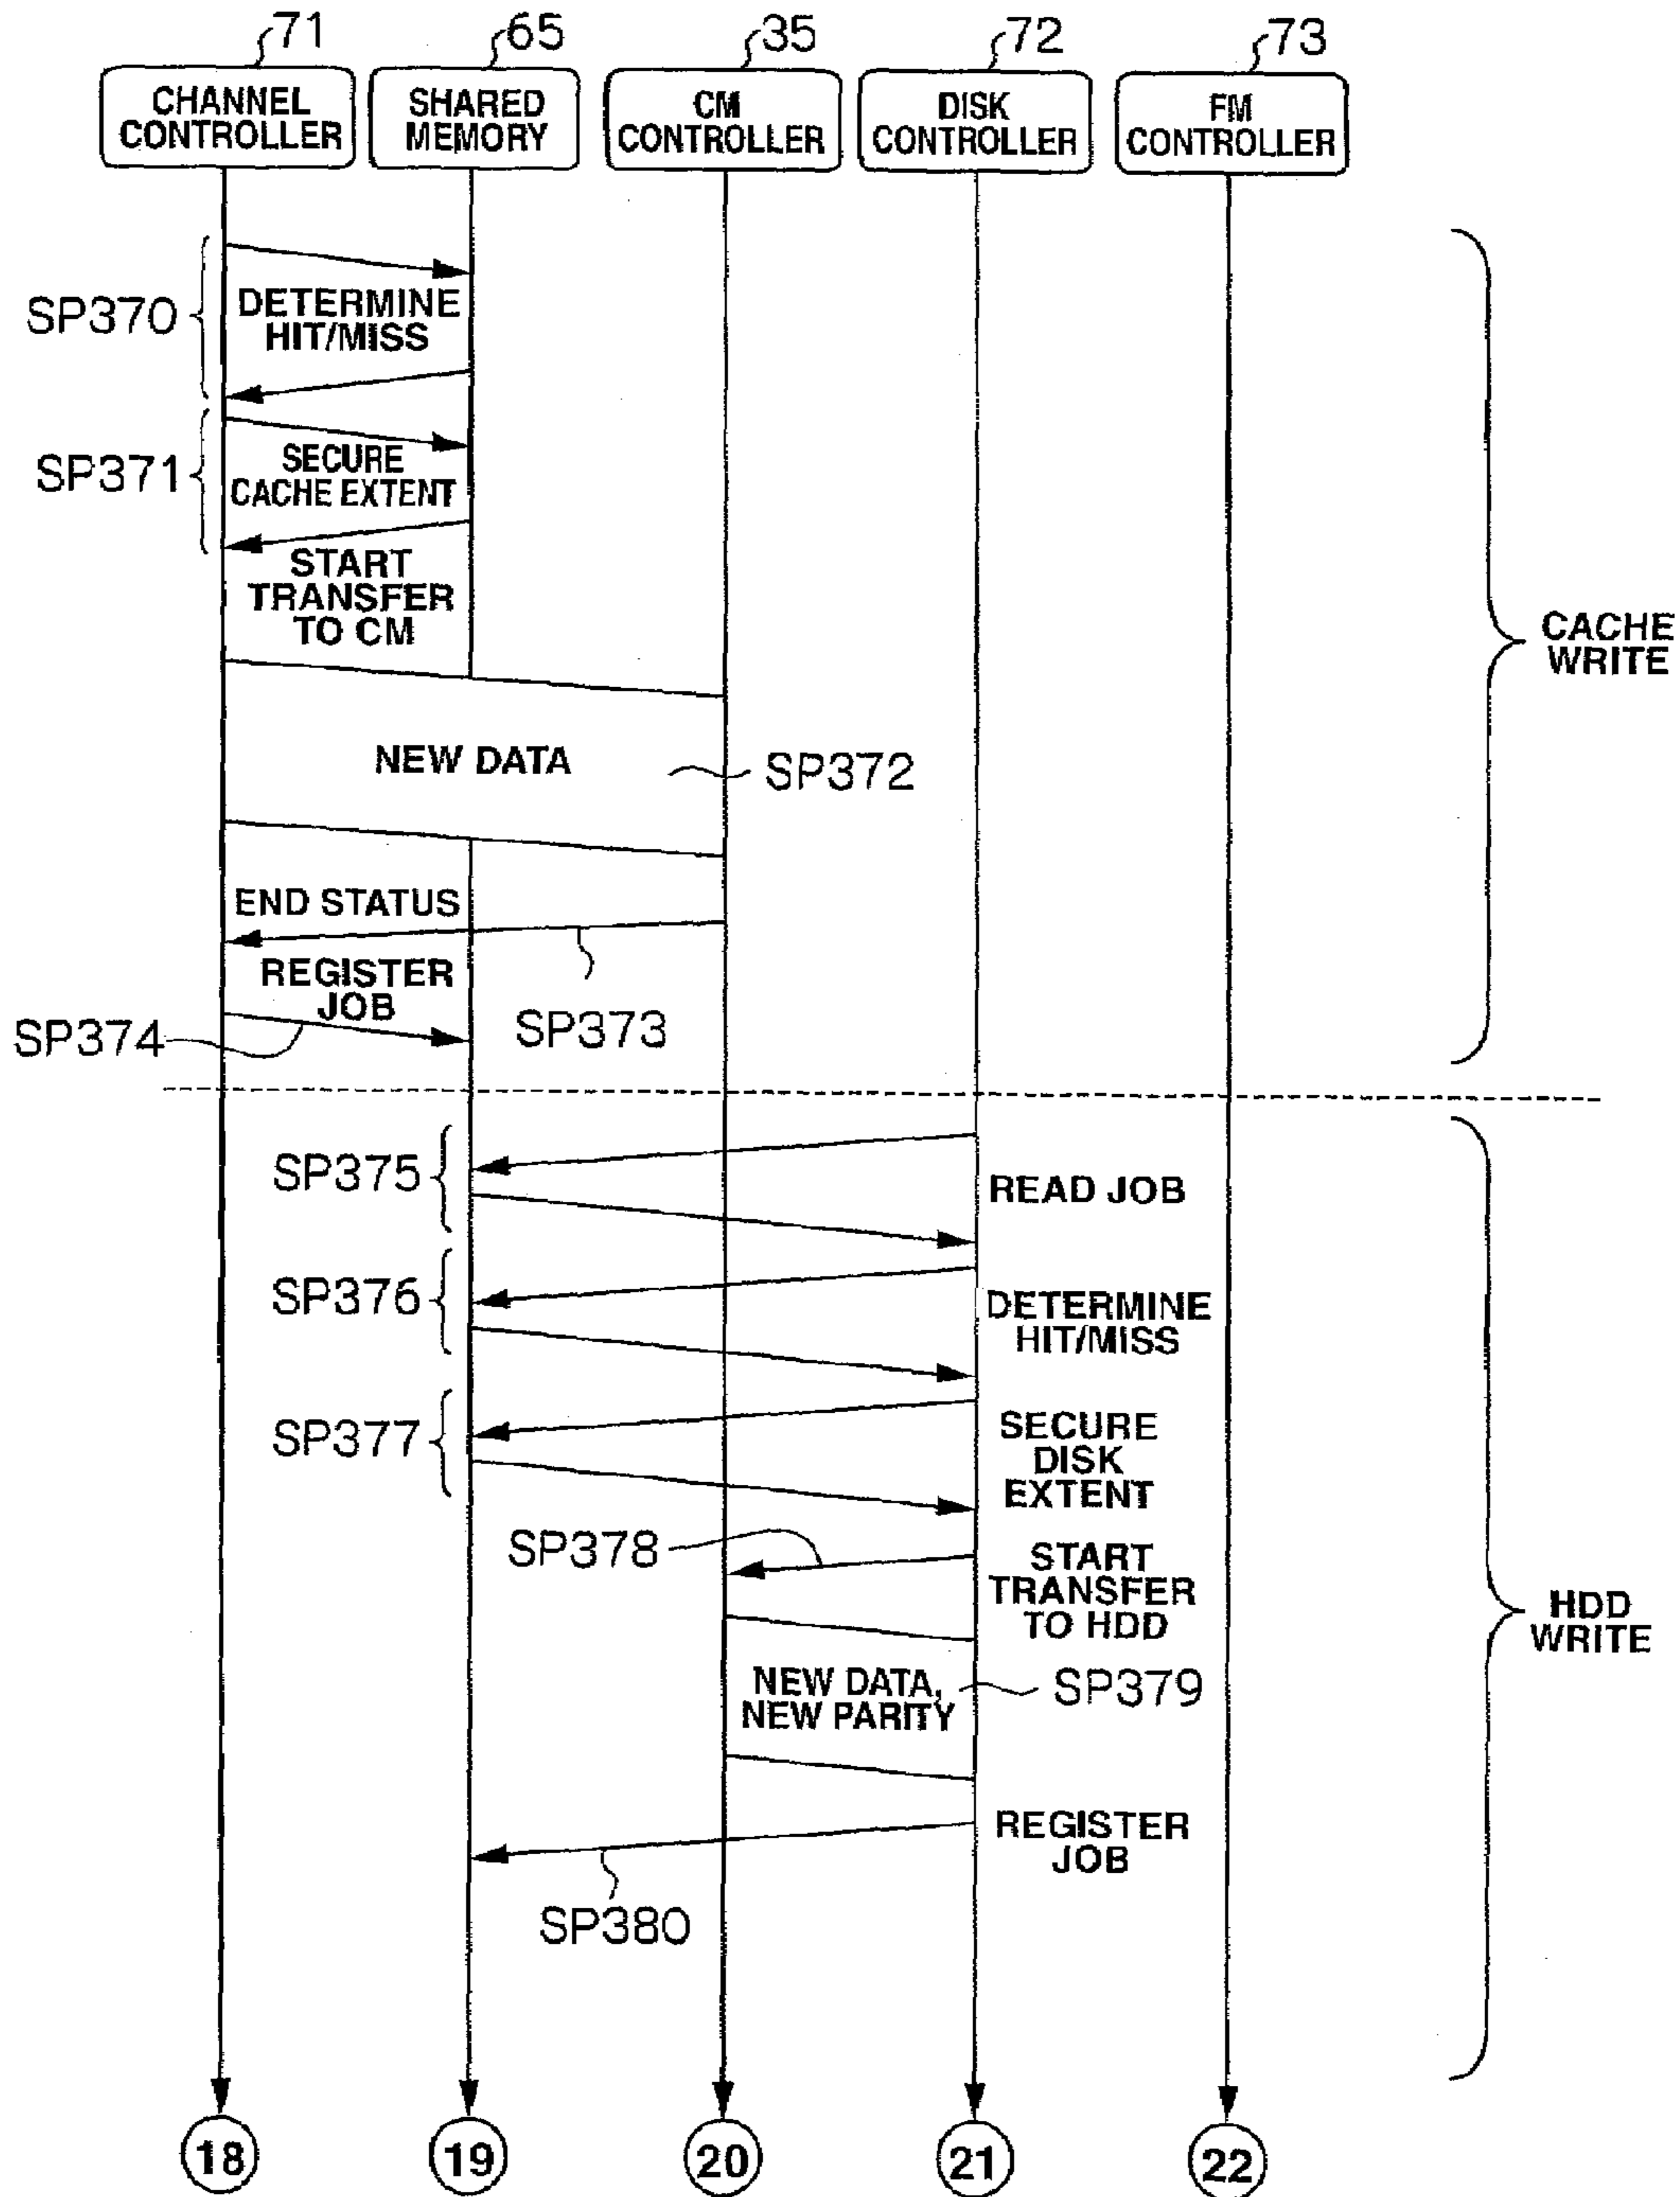 71
65
35
72
73
CHANNEL
CONTROLLER
SHARED
MEMORY
CM
CONTROLLER
DISK
CONTROLLER
FM
CONTROLLER
SP370
DETERMINE
HIT/MISS
SP371
SECURE
CACHE EXTENT
START
TRANSFER
TO CM
CACHE
WRITE
NEW DATA
SP372
END STATUS
REGISTER
JOB
SP373
SP374
SP375
READ JOB
SP376
DETERMINE
HIT/MISS
SP377
SECURE
DISK
EXTENT
SP378
START
TRANSFER
TO HDD
HDD
WRITE
NEW DATA,
NEW PARITY
SP379
REGISTER
JOB
SP380
18
19
20
21
22